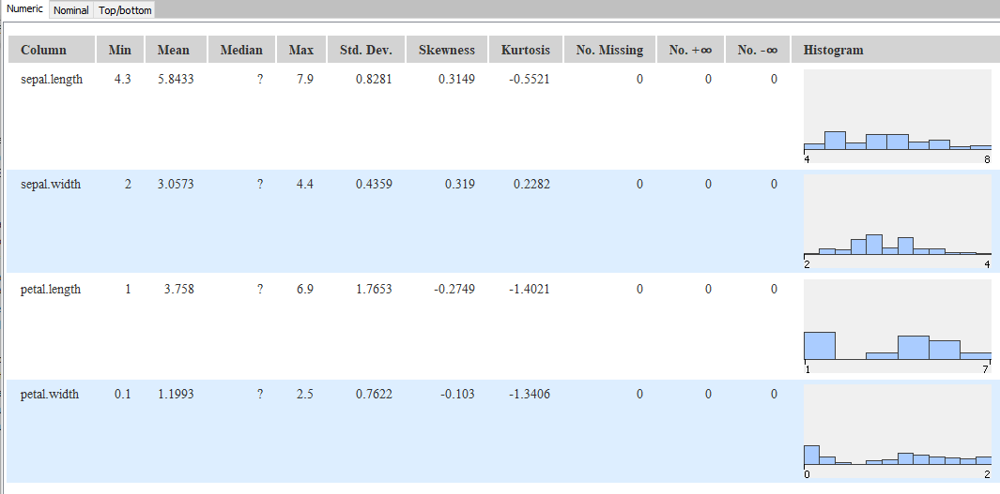 Numeric Nominal Top/bottom
Column Min Mean Median Max Std. Dev. Skewness Kurtosis No. Missing No. +∞ No. -∞ Histogram
sepal.length 4.3 5.8433 ? 7.9 0.8281 0.3149 -0.5521 0 0 0
4 8
sepal.width 2 3.0573 ? 4.4 0.4359 0.319 0.2282 0 0 0
2 4
petal.length 1 3.758 ? 6.9 1.7653 -0.2749 -1.4021 0 0 0
1 7
petal.width 0.1 1.1993 ? 2.5 0.7622 -0.103 -1.3406 0 0 0
0 2